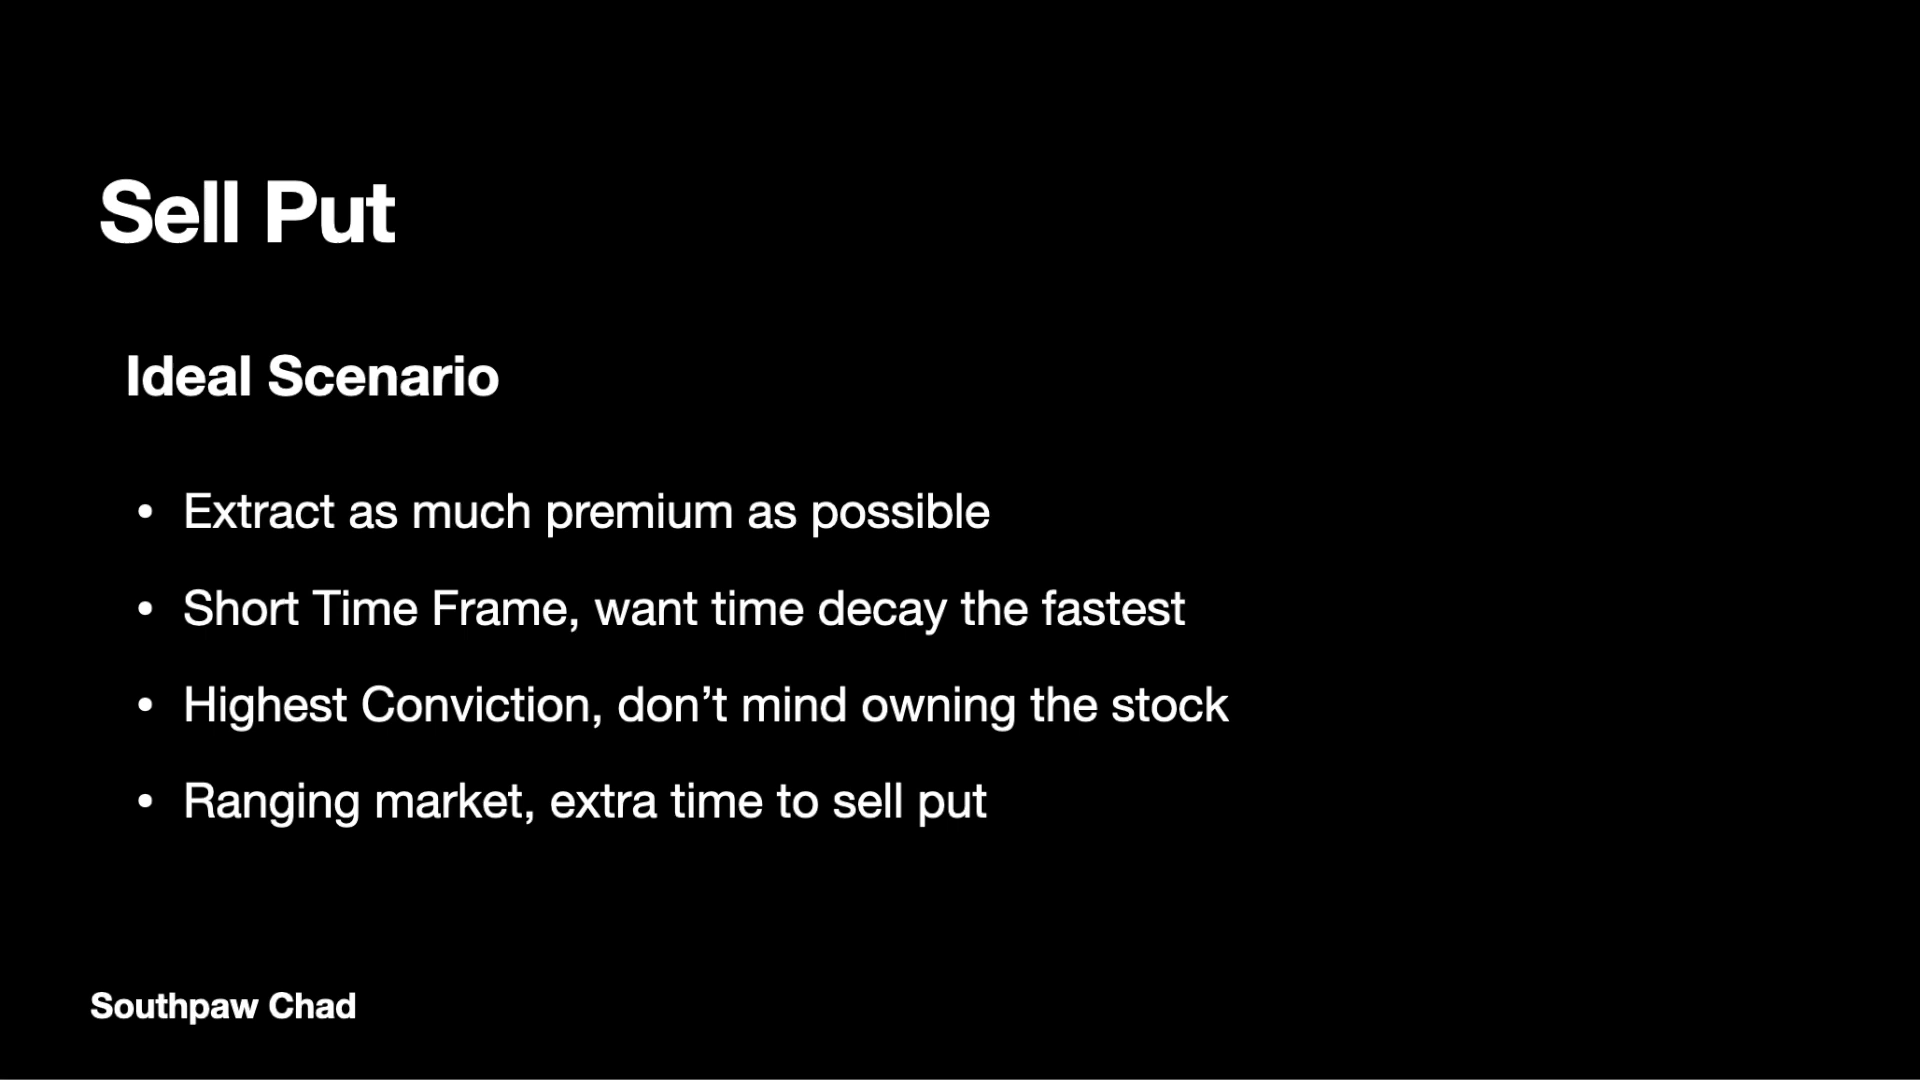 Sell Put
Ideal Scenario
• Extract as much premium as possible
• Short Time Frame, want time decay the fastest
• Highest Conviction, don’t mind owning the stock
• Ranging market, extra time to sell put
Southpaw Chad